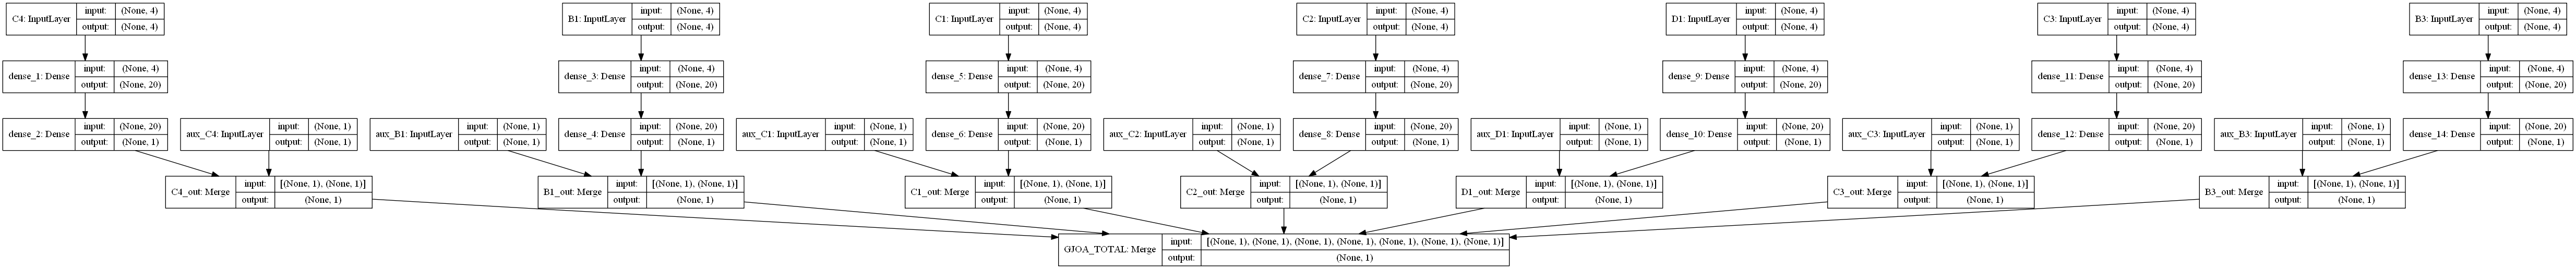 C4: InputLayer input: (None, 4) output: (None, 4)
B1: InputLayer input: (None, 4) output: (None, 4)
C1: InputLayer input: (None, 4) output: (None, 4)
C2: InputLayer input: (None, 4) output: (None, 4)
D1: InputLayer input: (None, 4) output: (None, 4)
C3: InputLayer input: (None, 4) output: (None, 4)
B3: InputLayer input: (None, 4) output: (None, 4)
dense_1: Dense input: (None, 4) output: (None, 20)
dense_3: Dense input: (None, 4) output: (None, 20)
dense_5: Dense input: (None, 4) output: (None, 20)
dense_7: Dense input: (None, 4) output: (None, 20)
dense_9: Dense input: (None, 4) output: (None, 20)
dense_11: Dense input: (None, 4) output: (None, 20)
dense_13: Dense input: (None, 4) output: (None, 20)
dense_2: Dense input: (None, 20) output: (None, 1)
aux_C4: InputLayer input: (None, 1) output: (None, 1)
aux_B1: InputLayer input: (None, 1) output: (None, 1)
dense_4: Dense input: (None, 20) output: (None, 1)
aux_C1: InputLayer input: (None, 1) output: (None, 1)
dense_6: Dense input: (None, 20) output: (None, 1)
aux_C2: InputLayer input: (None, 1) output: (None, 1)
dense_8: Dense input: (None, 20) output: (None, 1)
aux_D1: InputLayer input: (None, 1) output: (None, 1)
dense_10: Dense input: (None, 20) output: (None, 1)
aux_C3: InputLayer input: (None, 1) output: (None, 1)
dense_12: Dense input: (None, 20) output: (None, 1)
aux_B3: InputLayer input: (None, 1) output: (None, 1)
dense_14: Dense input: (None, 20) output: (None, 1)
C4_out: Merge input: [(None, 1), (None, 1)] output: (None, 1)
B1_out: Merge input: [(None, 1), (None, 1)] output: (None, 1)
C1_out: Merge input: [(None, 1), (None, 1)] output: (None, 1)
C2_out: Merge input: [(None, 1), (None, 1)] output: (None, 1)
D1_out: Merge input: [(None, 1), (None, 1)] output: (None, 1)
C3_out: Merge input: [(None, 1), (None, 1)] output: (None, 1)
B3_out: Merge input: [(None, 1), (None, 1)] output: (None, 1)
GJOA_TOTAL: Merge input: [(None, 1), (None, 1), (None, 1), (None, 1), (None, 1), (None, 1), (None, 1)] output: (None, 1)